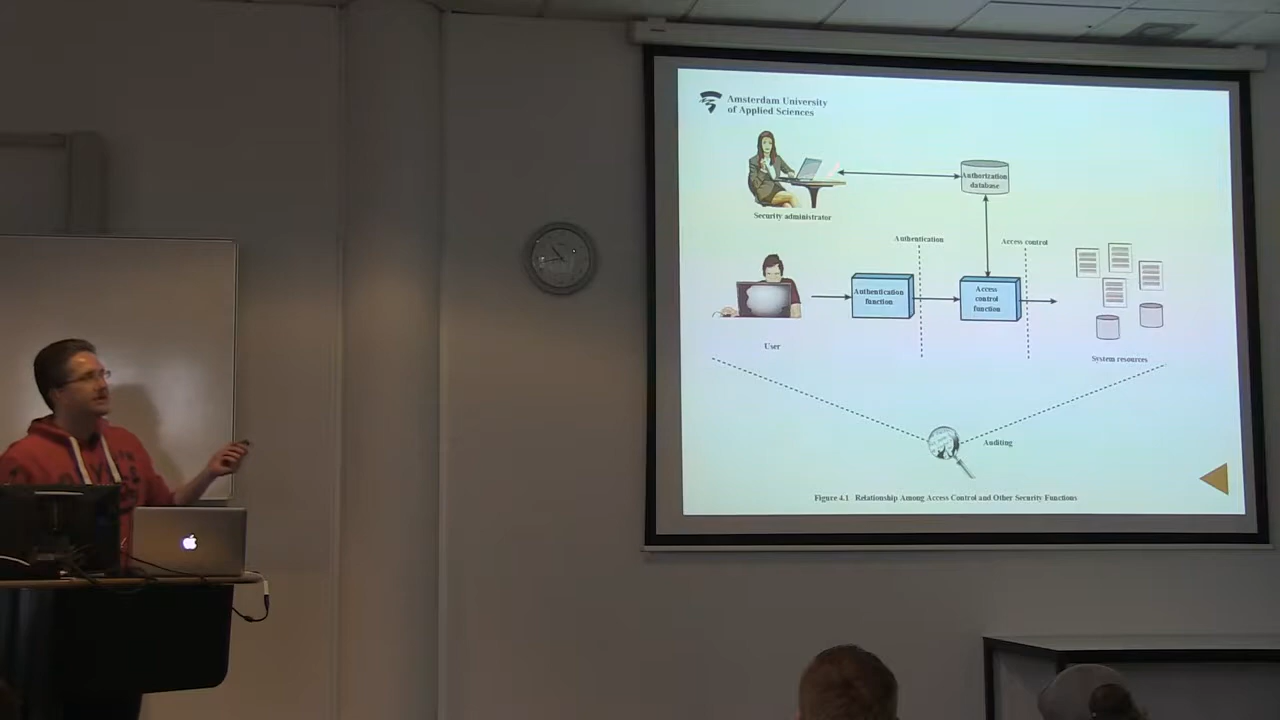 Amsterdam University
of Applied Sciences
Authorization
database
Security administrator
Authentication
Access control
Authentication
function
Access
control
function
User
System resources
Auditing
Figure 4.1 Relationship Among Access Control and Other Security Functions